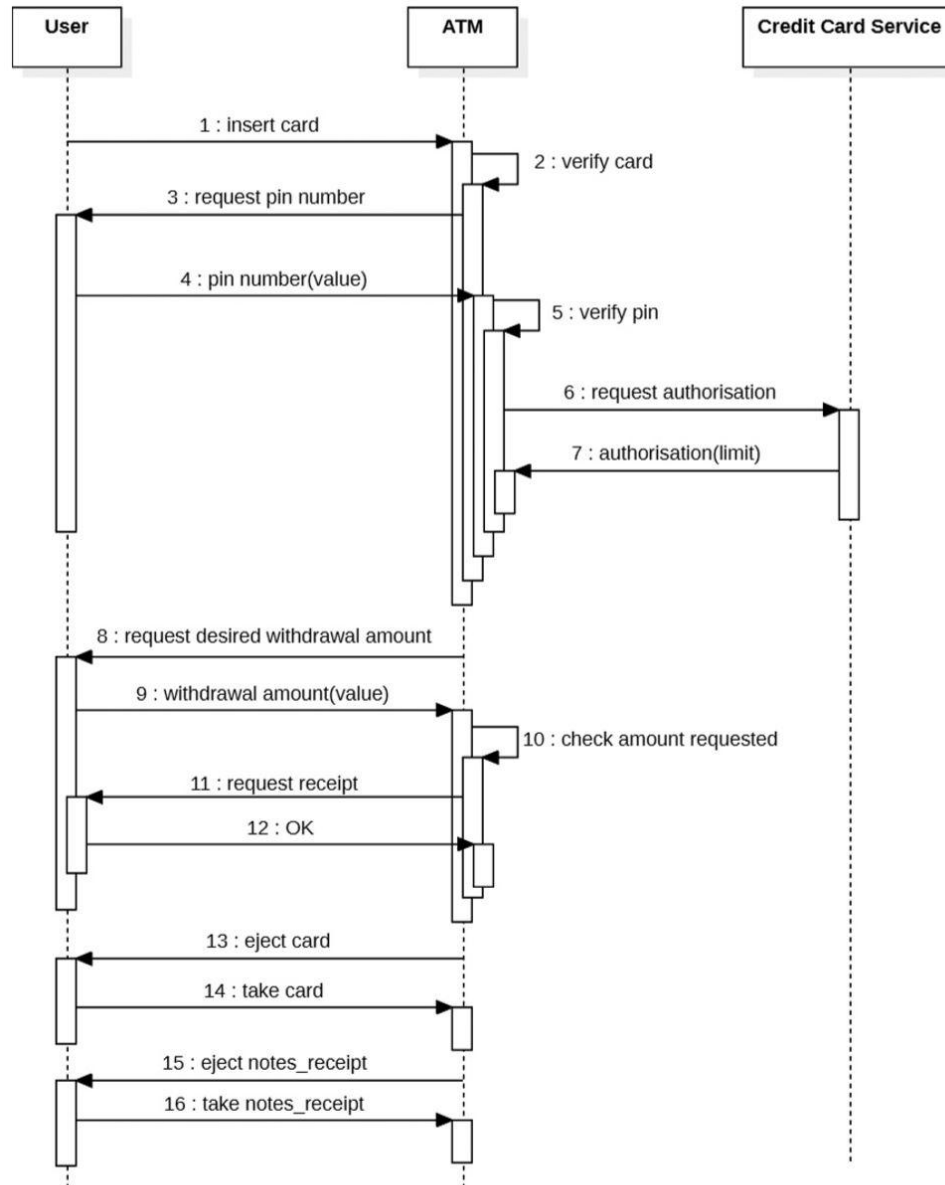 User
ATM
Credit Card Service
1 : insert card
2 : verify card
3 : request pin number
4 : pin number(value)
5 : verify pin
6 : request authorisation
7 : authorisation(limit)
8 : request desired withdrawal amount
9 : withdrawal amount(value)
10 : check amount requested
11 : request receipt
12 : OK
13 : eject card
14 : take card
15 : eject notes_receipt
16 : take notes_receipt